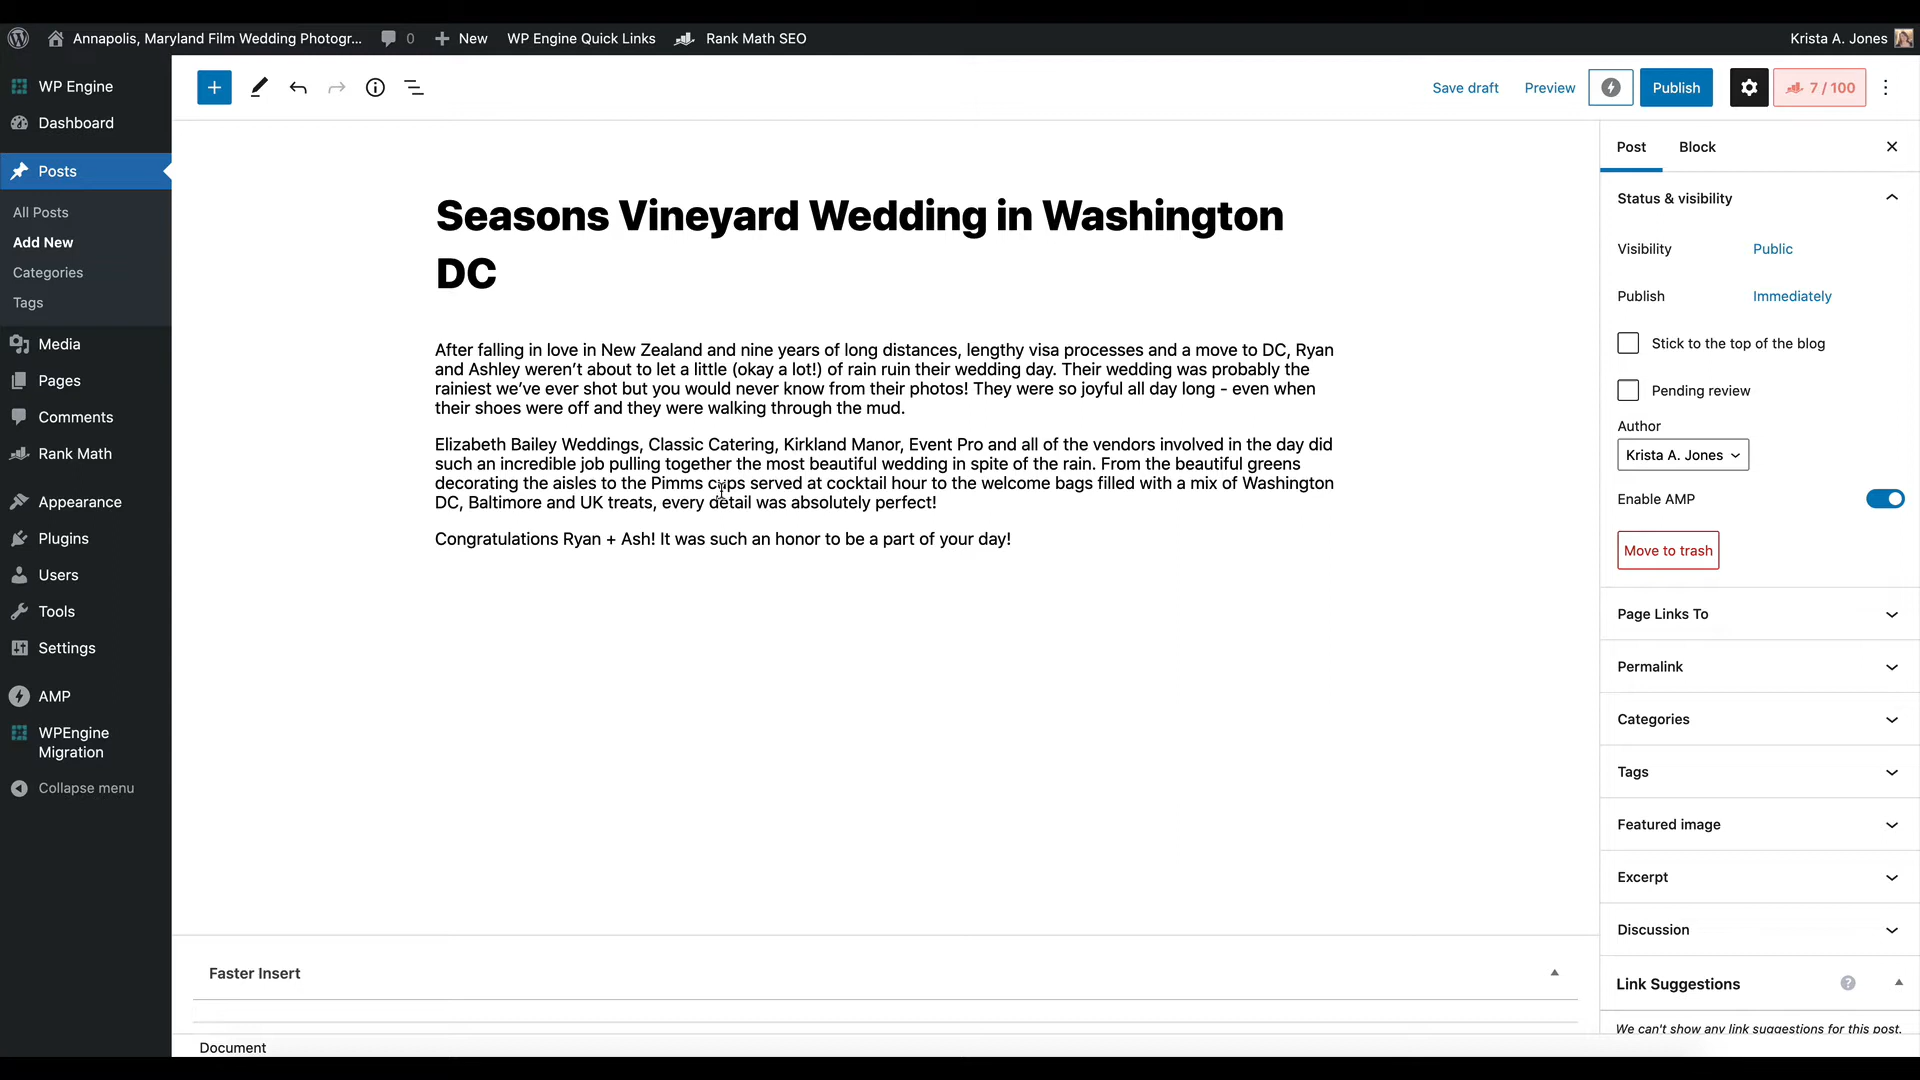 Annapolis, Maryland Film Wedding Photogr... 0 New WP Engine Quick Links Rank Math SEO Krista A. Jones
WP Engine
Dashboard
Posts
All Posts
Add New
Categories
Tags
Media
Pages
Comments
Rank Math
Appearance
Plugins
Users
Tools
Settings
AMP
WPEngine
Migration
Collapse menu
Save draft Preview Publish 7 / 100
Seasons Vineyard Wedding in Washington
DC
After falling in love in New Zealand and nine years of long distances, lengthy visa processes and a move to DC, Ryan
and Ashley weren’t about to let a little (okay a lot!) of rain ruin their wedding day. Their wedding was probably the
rainiest we’ve ever shot but you would never know from their photos! They were so joyful all day long - even when
their shoes were off and they were walking through the mud.
Elizabeth Bailey Weddings, Classic Catering, Kirkland Manor, Event Pro and all of the vendors involved in the day did
such an incredible job pulling together the most beautiful wedding in spite of the rain. From the beautiful greens
decorating the aisles to the Pimms cups served at cocktail hour to the welcome bags filled with a mix of Washington
DC, Baltimore and UK treats, every detail was absolutely perfect!
Congratulations Ryan + Ash! It was such an honor to be a part of your day!
Faster Insert
Document
Post Block
Status & visibility
Visibility Public
Publish Immediately
Stick to the top of the blog
Pending review
Author
Krista A. Jones
Enable AMP
Move to trash
Page Links To
Permalink
Categories
Tags
Featured image
Excerpt
Discussion
Link Suggestions ?
We can't show any link suggestions for this post.